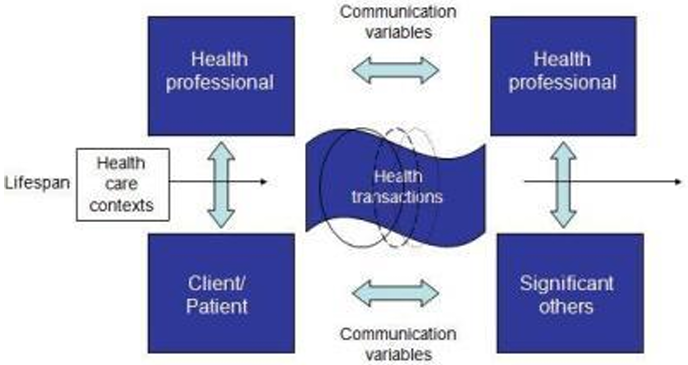 Communication
variables
Health
professional
Health
professional
Lifespan
Health
care
contexts
Health
transactions
Client/
Patient
Significant
others
Communication
variables